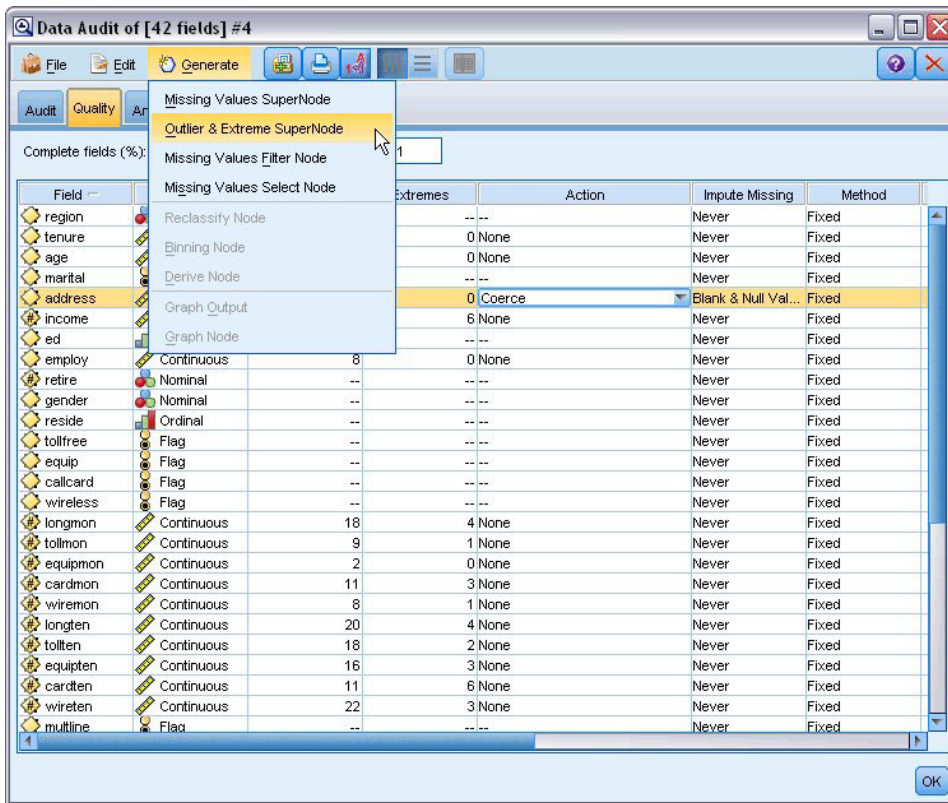 Data Audit of [42 fields] #4
File Edit Generate
Audit Quality An
Missing Values SuperNode
Outlier & Extreme SuperNode
Missing Values Filter Node
Missing Values Select Node
Reclassify Node
Binning Node
Derive Node
Graph Output
Graph Node
Complete fields (%): 1
Field Extremes Action Impute Missing Method
region -- -- Never Fixed
tenure 0 None Never Fixed
age 0 None Never Fixed
marital -- -- Never Fixed
address 0 Coerce Blank & Null Val... Fixed
income 6 None Never Fixed
ed -- -- Never Fixed
employ Continuous 8 0 None Never Fixed
retire Nominal -- -- -- Never Fixed
gender Nominal -- -- -- Never Fixed
reside Ordinal -- -- -- Never Fixed
tollfree Flag -- -- -- Never Fixed
equip Flag -- -- -- Never Fixed
callcard Flag -- -- -- Never Fixed
wireless Flag -- -- -- Never Fixed
longmon Continuous 18 4 None Never Fixed
tollmon Continuous 9 1 None Never Fixed
equipmon Continuous 2 0 None Never Fixed
cardmon Continuous 11 3 None Never Fixed
wiremon Continuous 8 1 None Never Fixed
longten Continuous 20 4 None Never Fixed
tollten Continuous 18 2 None Never Fixed
equipten Continuous 16 3 None Never Fixed
cardten Continuous 11 6 None Never Fixed
wireten Continuous 22 3 None Never Fixed
multline Flag -- -- -- Never Fixed
OK